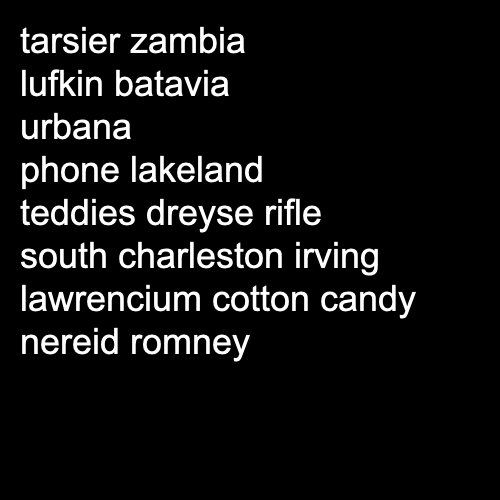 tarsier zambia
lufkin batavia
urbana
phone lakeland
teddies dreyse rifle
south charleston irving
lawrencium cotton candy
nereid romney